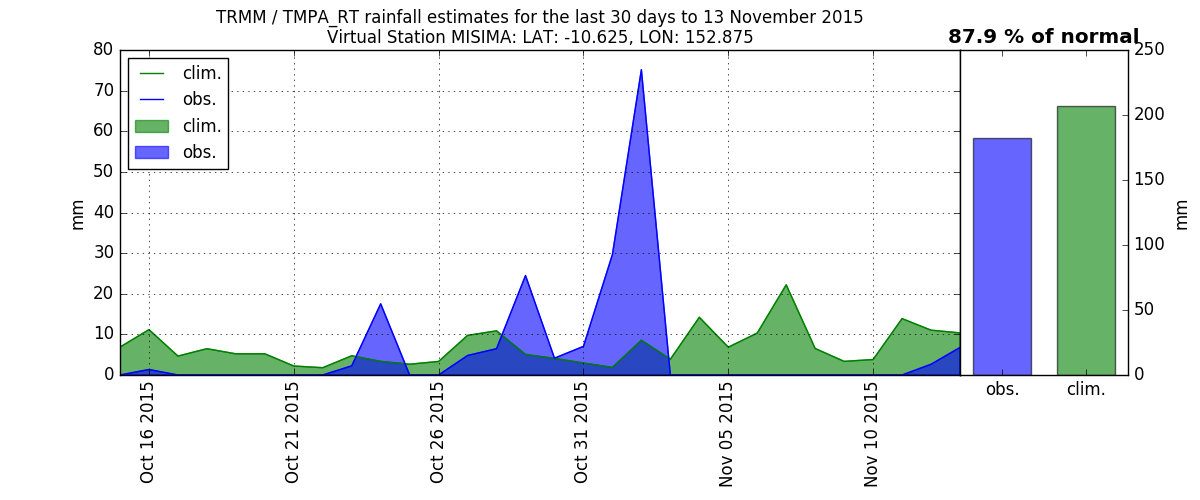 TRMM / TMPA_RT rainfall estimates for the last 30 days to 13 November 2015
Virtual Station MISIMA: LAT: -10.625, LON: 152.875
87.9 % of normal
80
70
60
50
40
30
20
10
0
mm
clim.
obs.
clim.
obs.
Oct 16 2015
Oct 21 2015
Oct 26 2015
Oct 31 2015
Nov 05 2015
Nov 10 2015
250
200
150
100
50
0
mm
obs.
clim.